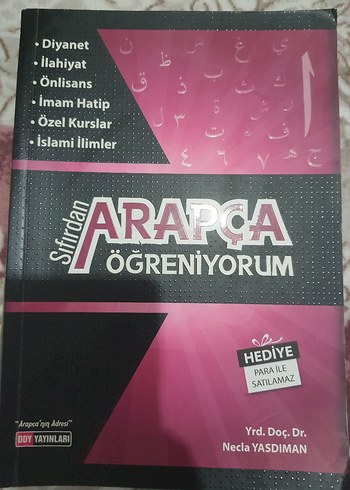 • Diyanet
• İlahiyat
• Önlisans
• İmam Hatip
• Özel Kurslar
• İslami İlimler
Sıfırdan
ARAPÇA
ÖĞRENİYORUM
HEDİYE
PARA İLE
SATILAMAZ
"Arapca'nın Adresi"
DDY YAYINLARI
Yrd. Doç. Dr.
Necla YASDIMAN